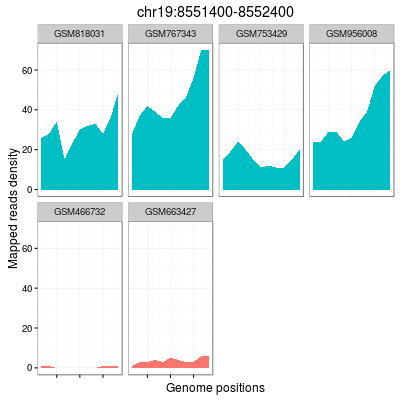 chr19:8551400-8552400
GSM818031 GSM767343 GSM753429 GSM956008
60
40
20
0
Mapped reads density
GSM466732 GSM663427
60
40
20
0
Genome positions